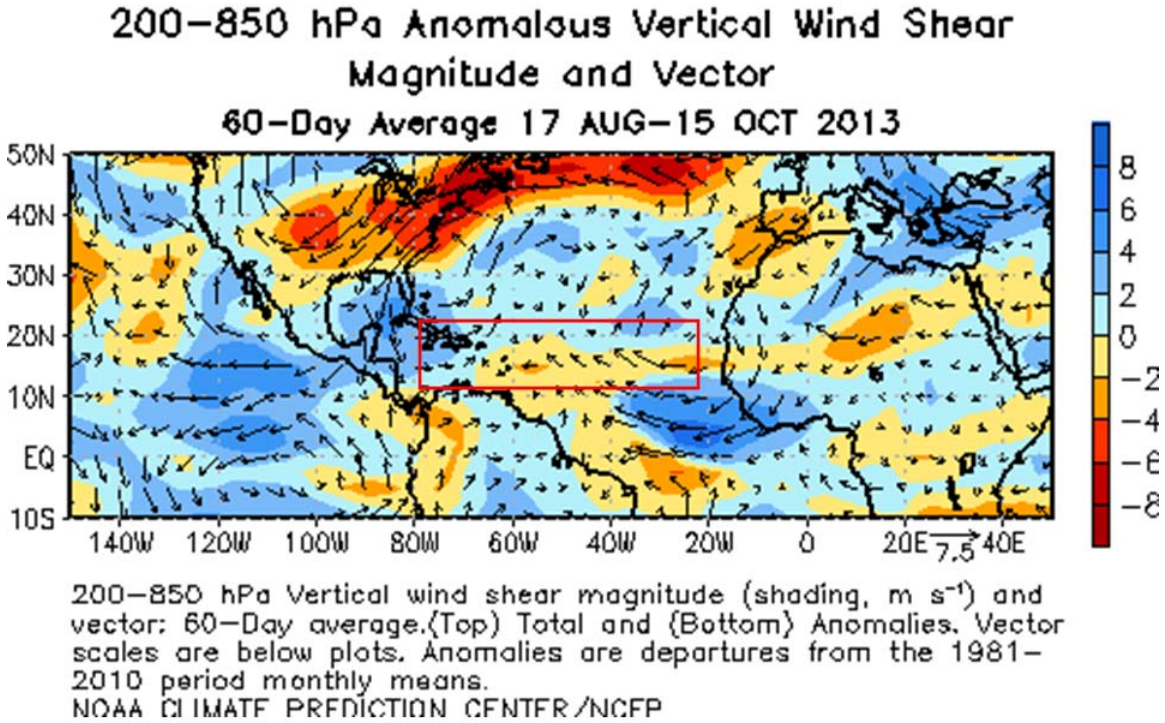 200-850 hPa Anomalous Vertical Wind Shear
Magnitude and Vector
60-Day Average 17 AUG-15 OCT 2013
50N
40N
30N
20N
10N
EQ
10S
140W 120W 100W 80W 60W 40W 20W 0 20E 40E
7.5
8
6
4
2
0
-2
-4
-6
-8
200-850 hPa Vertical wind shear magnitude (shading, m s⁻¹) and
vector: 60-Day average.(Top) Total and (Bottom) Anomalies. Vector
scales are below plots. Anomalies are departures from the 1981-
2010 period monthly means.
NOAA CLIMATE PREDICTION CENTER/NCEP